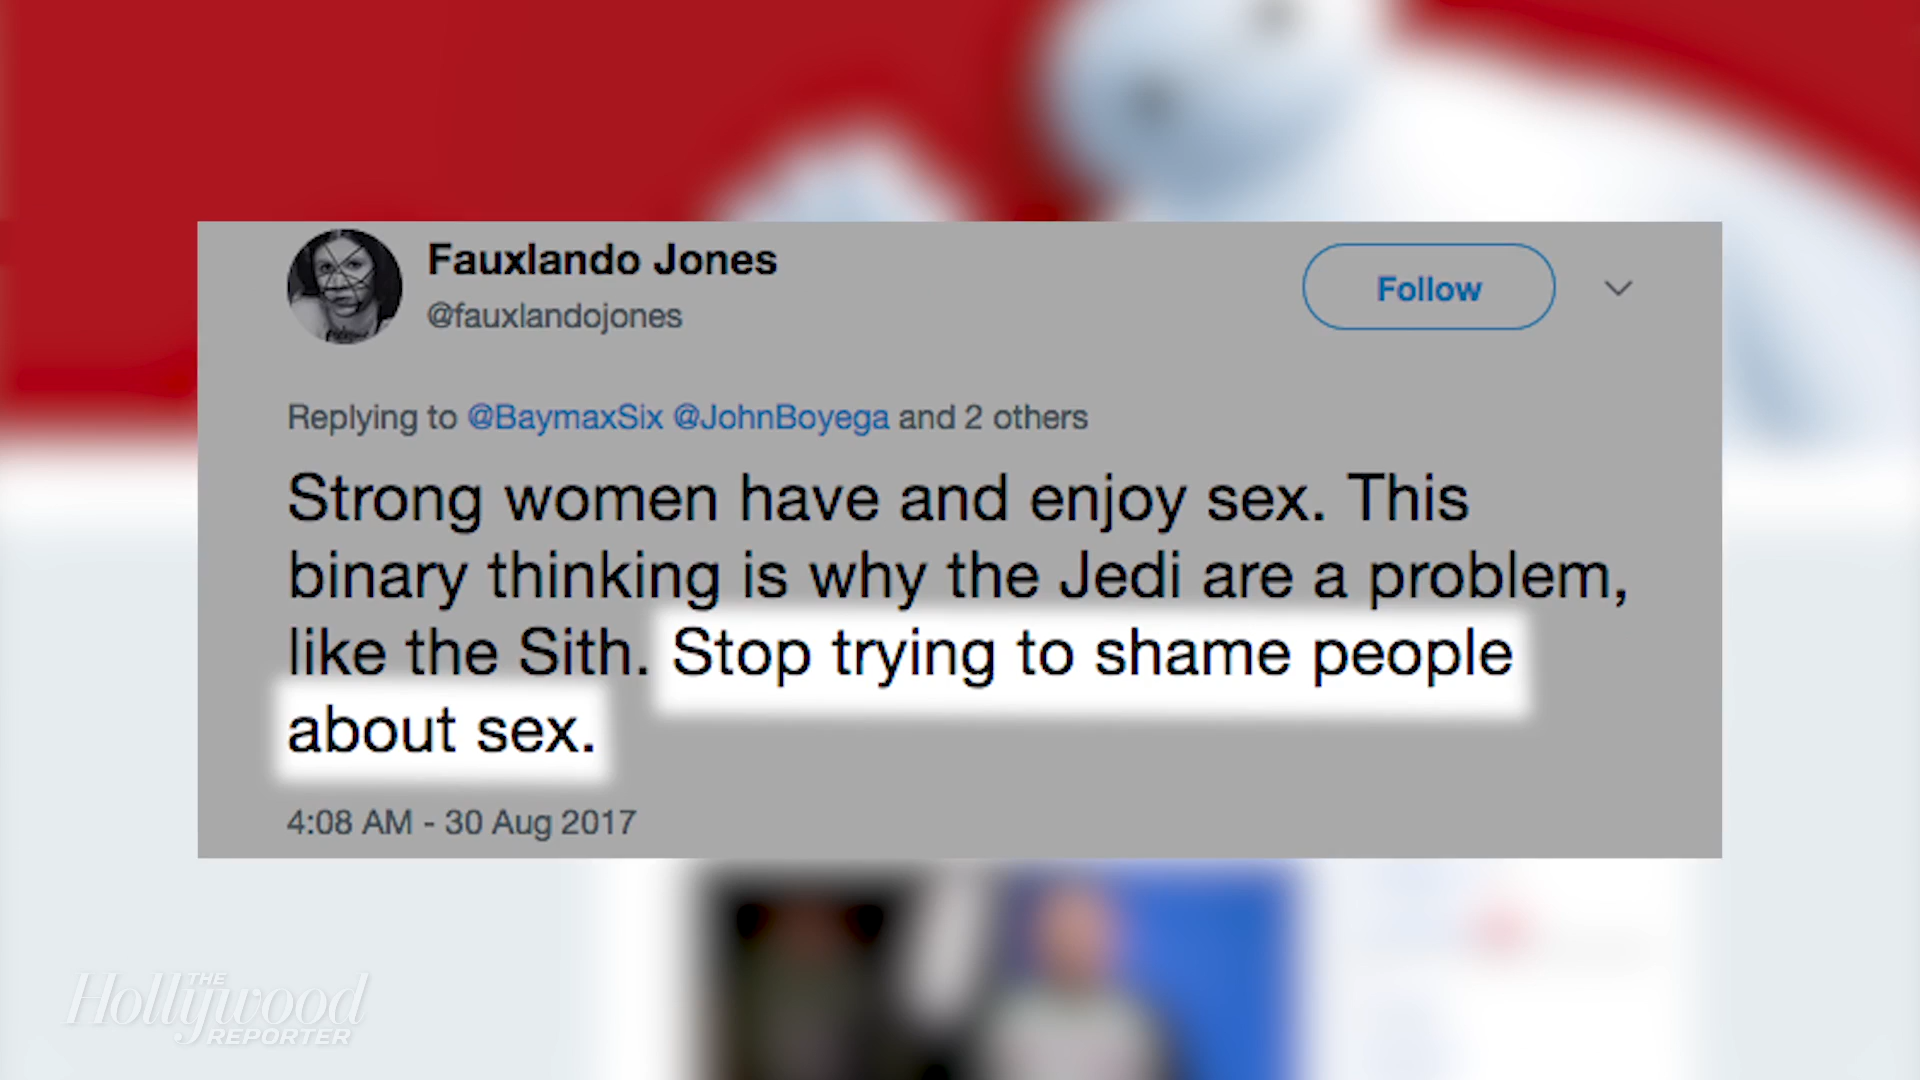 Fauxlando Jones
@fauxlandojones
Follow
Replying to @BaymaxSix @JohnBoyega and 2 others
Strong women have and enjoy sex. This
binary thinking is why the Jedi are a problem,
like the Sith. Stop trying to shame people
about sex.
4:08 AM - 30 Aug 2017
THE
Hollywood
REPORTER